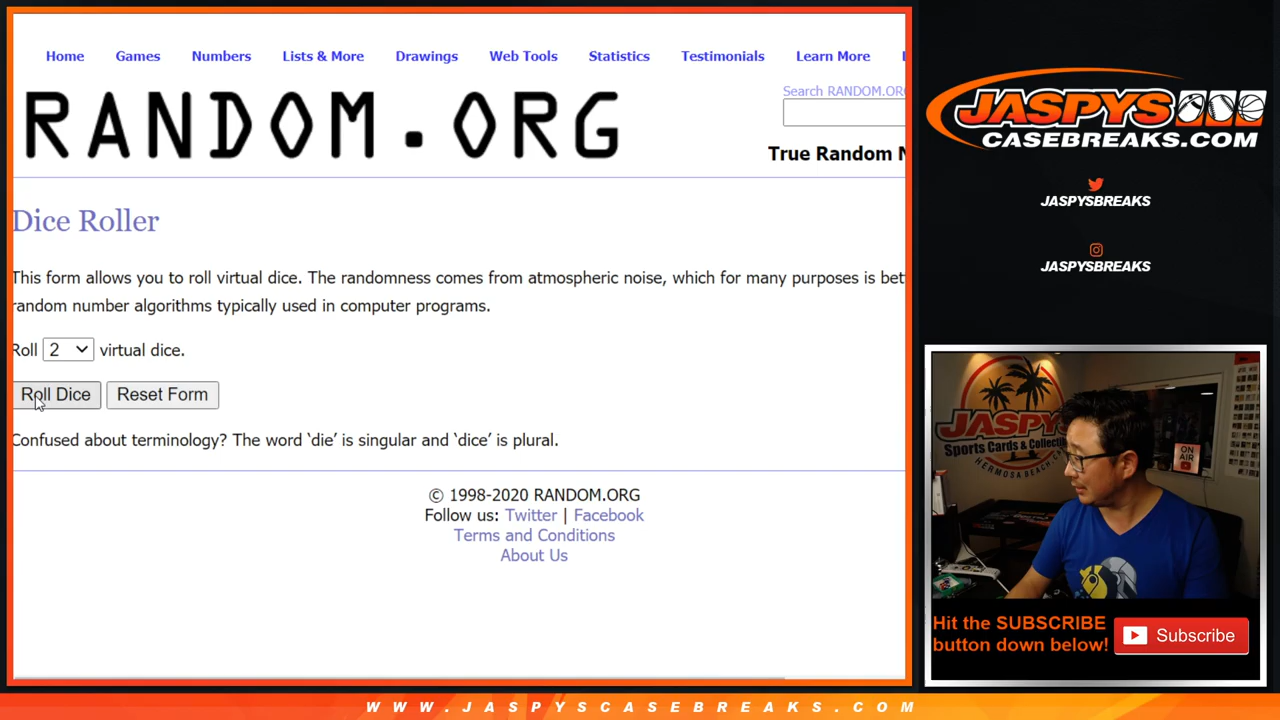 Home Games Numbers Lists & More Drawings Web Tools Statistics Testimonials Learn More
RANDOM.ORG
Search RANDOM.ORG
True Random N
Dice Roller
This form allows you to roll virtual dice. The randomness comes from atmospheric noise, which for many purposes is bet
random number algorithms typically used in computer programs.
Roll 2 virtual dice.
Roll Dice Reset Form
Confused about terminology? The word ‘die’ is singular and ‘dice’ is plural.
© 1998-2020 RANDOM.ORG
Follow us: Twitter | Facebook
Terms and Conditions
About Us
JASPYS
CASEBREAKS.COM
JASPYSBREAKS
JASPYSBREAKS
JASPYS
Sports Cards & Collectibles
HERMOSA BEACH, CA
ON
AIR
Hit the SUBSCRIBE
button down below!
Subscribe
WWW.JASPYSCASEBREAKS.COM